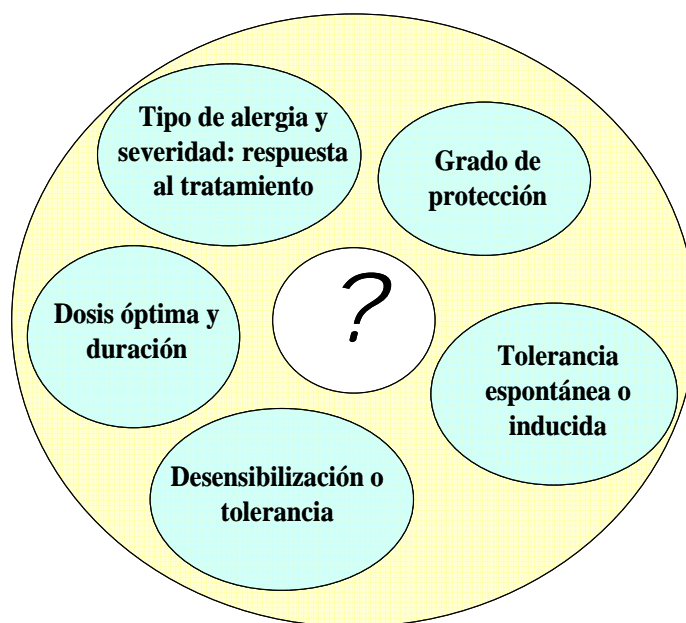 Tipo de alergia y
severidad: respuesta
al tratamiento
Grado de
protección
Dosis óptima y
duración
?
Tolerancia
espontánea o
inducida
Desensibilización o
tolerancia